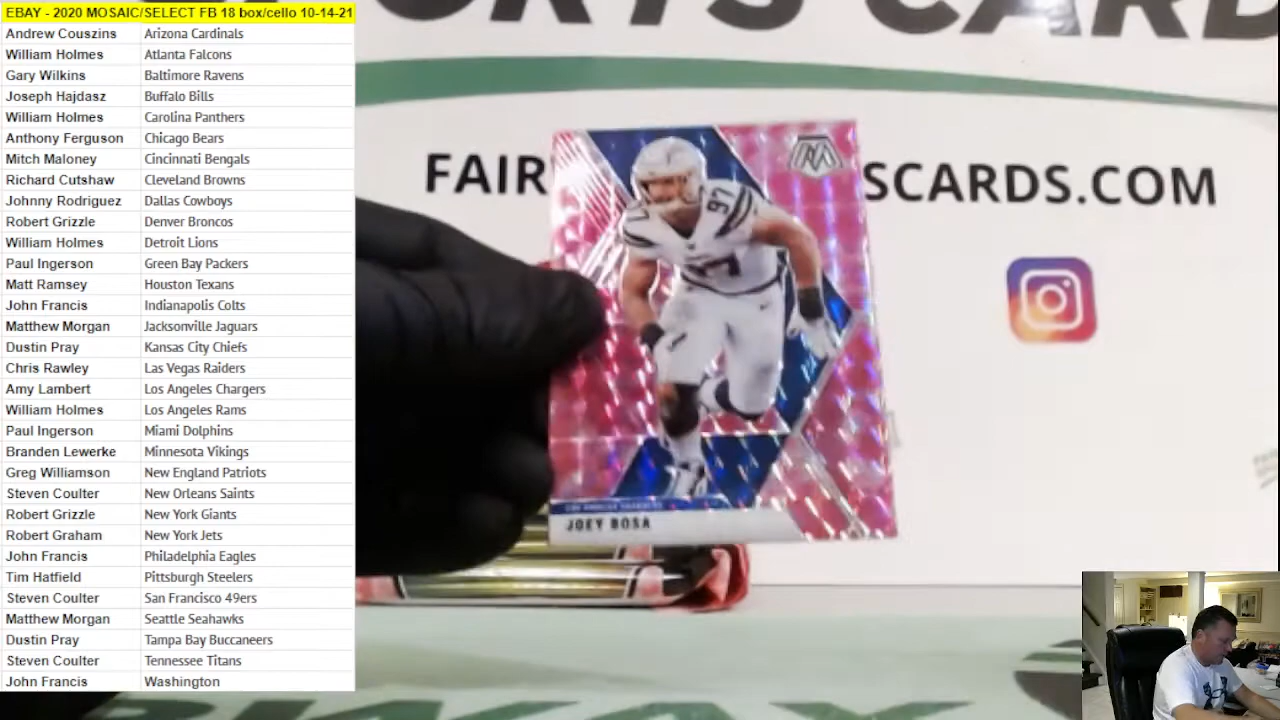 EBAY - 2020 MOSAIC/SELECT FB 18 box/cello 10-14-21
Andrew Couszins Arizona Cardinals
William Holmes Atlanta Falcons
Gary Wilkins Baltimore Ravens
Joseph Hajdasz Buffalo Bills
William Holmes Carolina Panthers
Anthony Ferguson Chicago Bears
Mitch Maloney Cincinnati Bengals
Richard Cutshaw Cleveland Browns
Johnny Rodriguez Dallas Cowboys
Robert Grizzle Denver Broncos
William Holmes Detroit Lions
Paul Ingerson Green Bay Packers
Matt Ramsey Houston Texans
John Francis Indianapolis Colts
Matthew Morgan Jacksonville Jaguars
Dustin Pray Kansas City Chiefs
Chris Rawley Las Vegas Raiders
Amy Lambert Los Angeles Chargers
William Holmes Los Angeles Rams
Paul Ingerson Miami Dolphins
Branden Lewerke Minnesota Vikings
Greg Williamson New England Patriots
Steven Coulter New Orleans Saints
Robert Grizzle New York Giants
Robert Graham New York Jets
John Francis Philadelphia Eagles
Tim Hatfield Pittsburgh Steelers
Steven Coulter San Francisco 49ers
Matthew Morgan Seattle Seahawks
Dustin Pray Tampa Bay Buccaneers
Steven Coulter Tennessee Titans
John Francis Washington
SPORTS CARD
FAIR SCARDS.COM
97
97
LOS ANGELES CHARGERS
JOEY BOSA